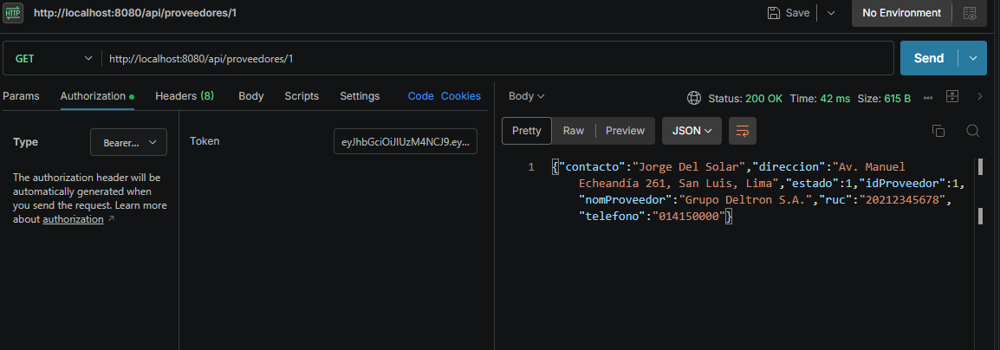 HTTP http://localhost:8080/api/proveedores/1 Save No Environment
GET http://localhost:8080/api/proveedores/1 Send
Params Authorization Headers (8) Body Scripts Settings Code Cookies
Type Bearer...
Token eyJhbGciOiJIUzM4NCJ9.ey...
The authorization header will be
automatically generated when
you send the request. Learn more
about authorization ↗
Body Status: 200 OK Time: 42 ms Size: 615 B
Pretty Raw Preview JSON
1 {"contacto":"Jorge Del Solar","direccion":"Av. Manuel
Echeandía 261, San Luis, Lima","estado":1,"idProveedor":1,
"nomProveedor":"Grupo Deltron S.A.","ruc":"20212345678",
"telefono":"014150000"}